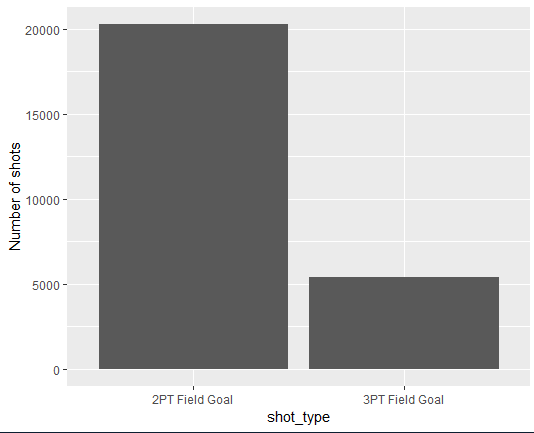 Number of shots
20000
15000
10000
5000
0
2PT Field Goal
3PT Field Goal
shot_type